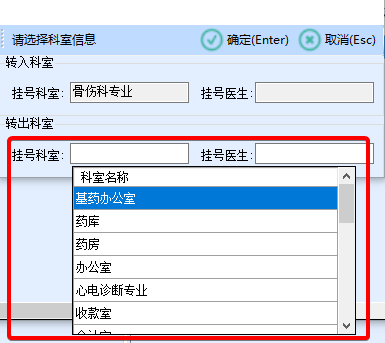 请选择科室信息 确定(Enter) 取消(Esc)
转入科室
挂号科室: 骨伤科专业 挂号医生:
转出科室
挂号科室: 挂号医生:
科室名称
基药办公室
药库
药房
办公室
心电诊断专业
收款室